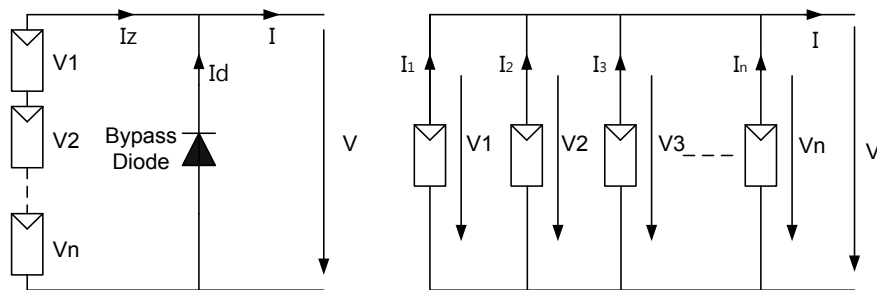 V1
V2
Vn
Iz
I
Id
Bypass
Diode
V
I
I1
I2
I3
In
V1
V2
V3
Vn
V